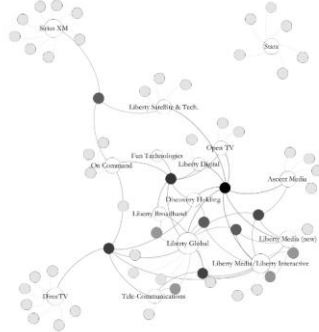 Sirius XM
Starz
Liberty Satellite & Tech.
Open TV
Fun Technologies
On Command
Liberty Digital
Ascent Media
Discovery Holding
Liberty Broadband
Liberty Global
Liberty Media (new)
Liberty Media/Liberty Interactive
DirecTV
Tele-Communications